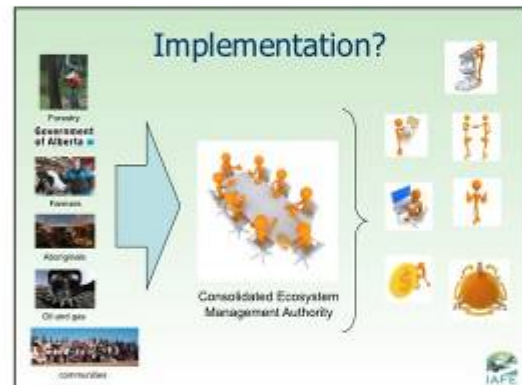 Implementation?
Forestry
Government
of Alberta
Farmers
Aboriginals
Oil and gas
communities
Consolidated Ecosystem
Management Authority
IAFE